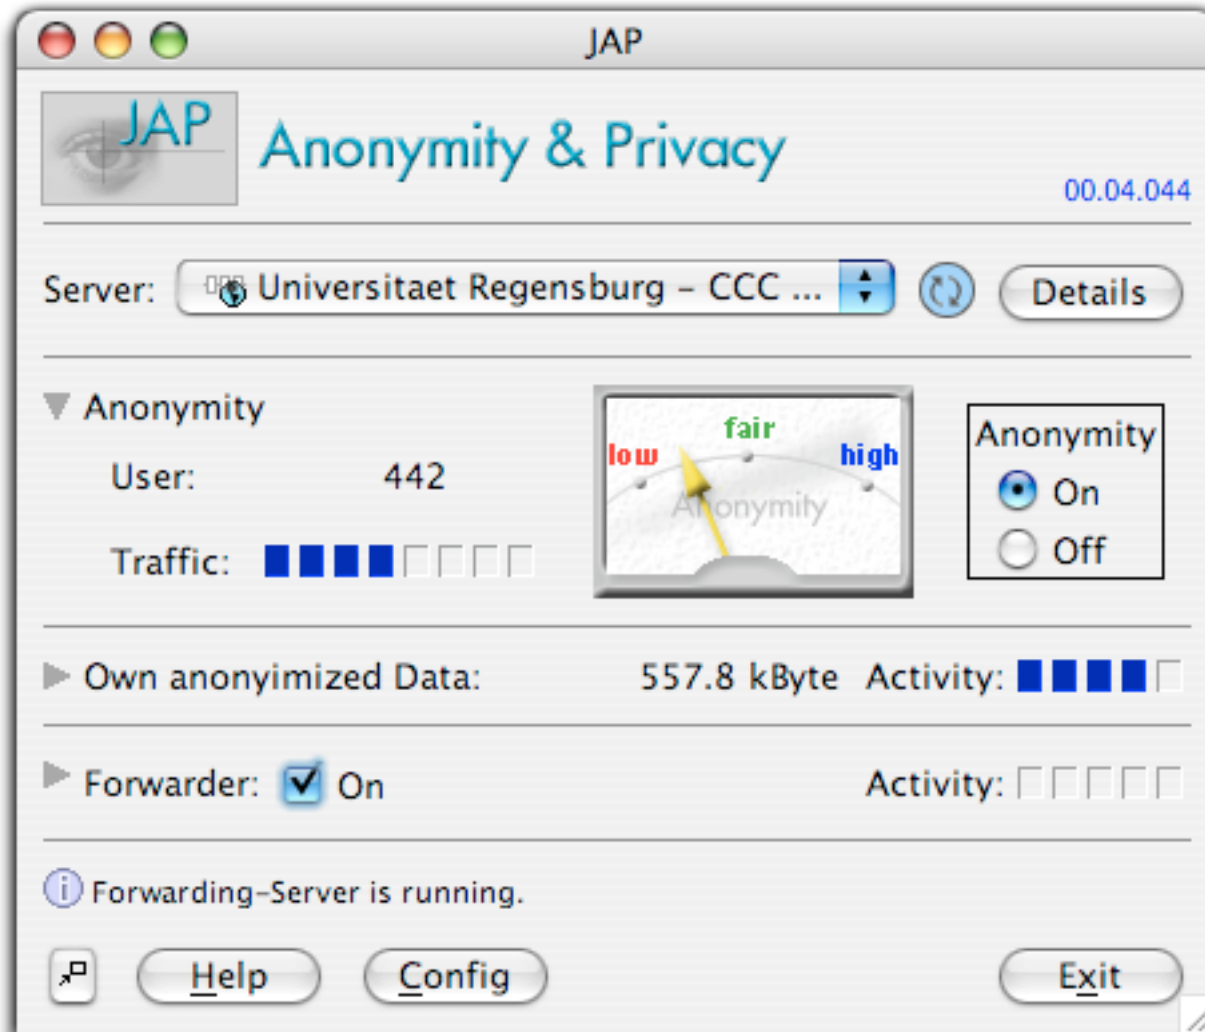 JAP
JAP
Anonymity & Privacy
00.04.044
Server: Universitaet Regensburg – CCC ... Details
Anonymity
User: 442
Traffic:
low fair high
Anonymity
Anonymity
On
Off
Own anonyimized Data: 557.8 kByte Activity:
Forwarder: On Activity:
Forwarding-Server is running.
Help Config Exit